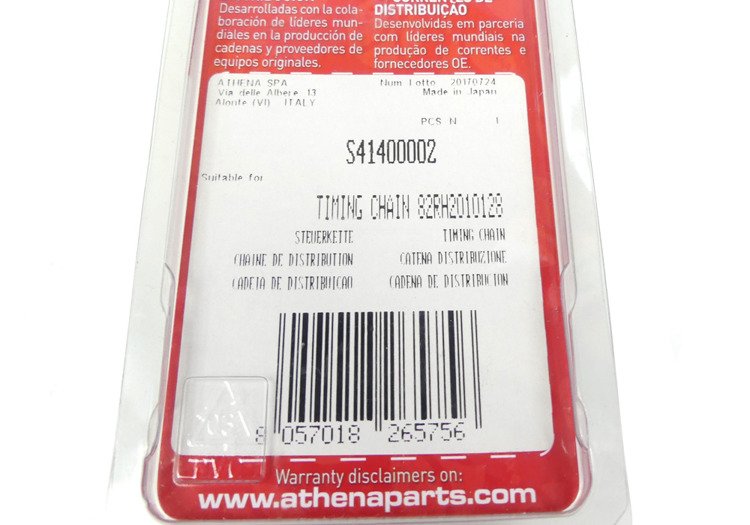 Desarrolladas con la cola-
boración de líderes mun-
diales en la producción de
cadenas y proveedores de
equipos originales.
CORRENTES DE
DISTRIBUIÇÃO
Desenvolvidas em parceria
com líderes mundiais na
produção de correntes e
fornecedores OE.
ATHENA SPA
Via delle Albere 13
Alonte (VI) ITALY
Num Lotto 20170724
Made in Japan
PCS N 1
S41400002
Suitable for
TIMING CHAIN 82RH2010128
STEUERKETTE
CHAINE DE DISTRIBUTION
CADEIA DE DISTRIBUICAO
TIMING CHAIN
CATENA DISTRIBUZIONE
CADENA DE DISTRIBUCION
8 057018 265756
Warranty disclaimers on:
www.athenaparts.com